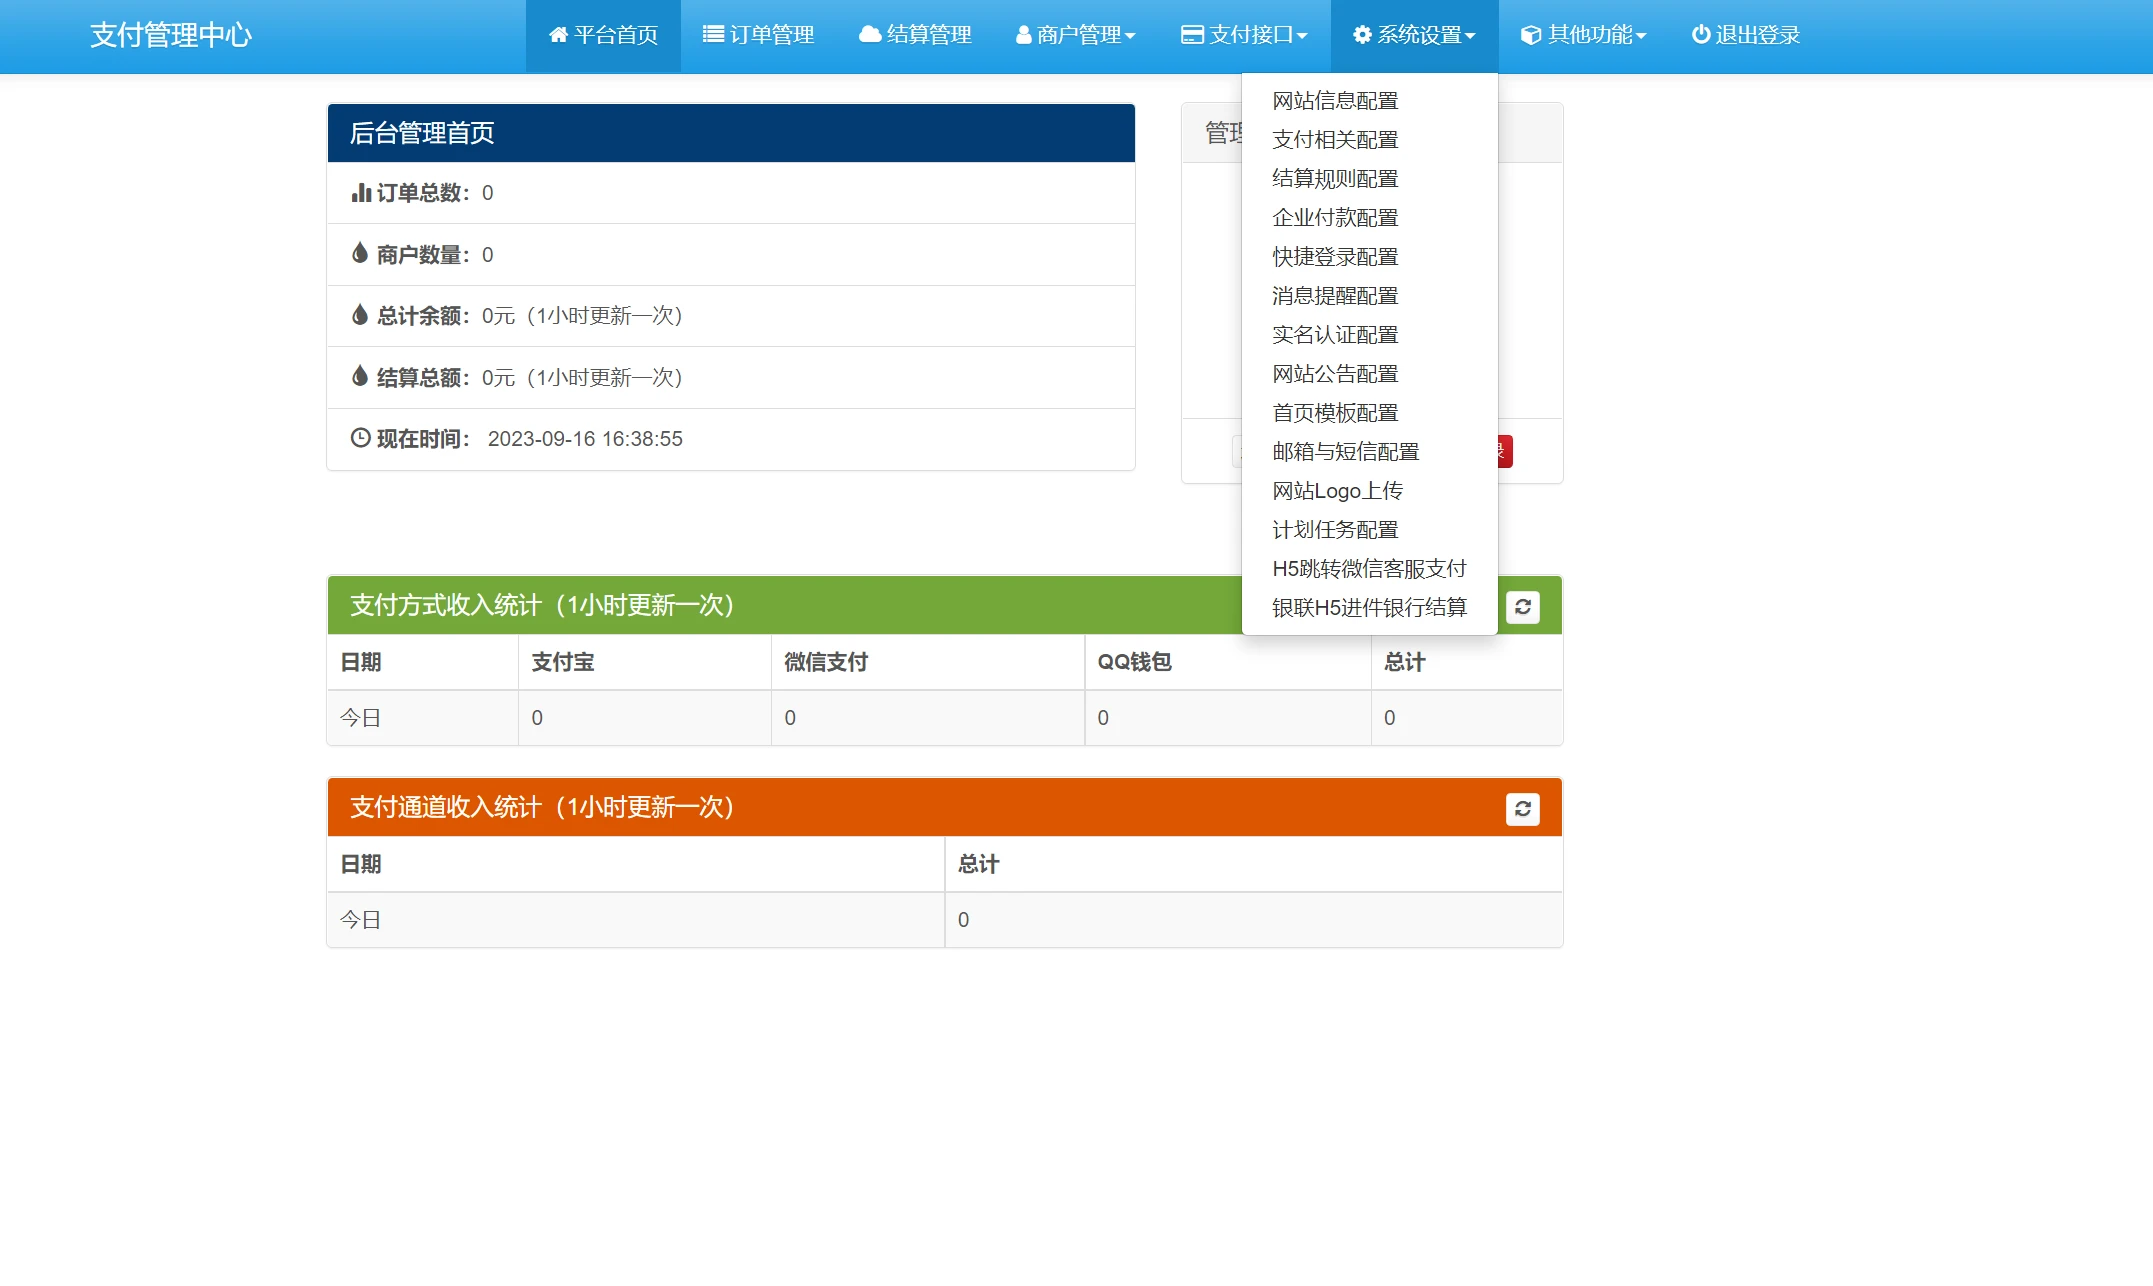 支付管理中心
平台首页 订单管理 结算管理 商户管理 支付接口 系统设置 其他功能 退出登录
网站信息配置
支付相关配置
结算规则配置
企业付款配置
快捷登录配置
消息提醒配置
实名认证配置
网站公告配置
首页模板配置
邮箱与短信配置
网站Logo上传
计划任务配置
H5跳转微信客服支付
银联H5进件银行结算
后台管理首页
订单总数：0
商户数量：0
总计余额：0元（1小时更新一次）
结算总额：0元（1小时更新一次）
现在时间： 2023-09-16 16:38:55
管理
支付方式收入统计（1小时更新一次）
日期 支付宝 微信支付 QQ钱包 总计
今日 0 0 0 0
支付通道收入统计（1小时更新一次）
日期 总计
今日 0